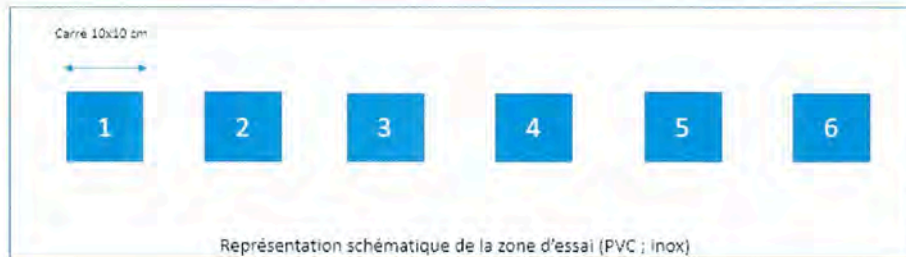 Carré 10x10 cm
1 2 3 4 5 6
Représentation schématique de la zone d'essai (PVC ; inox)